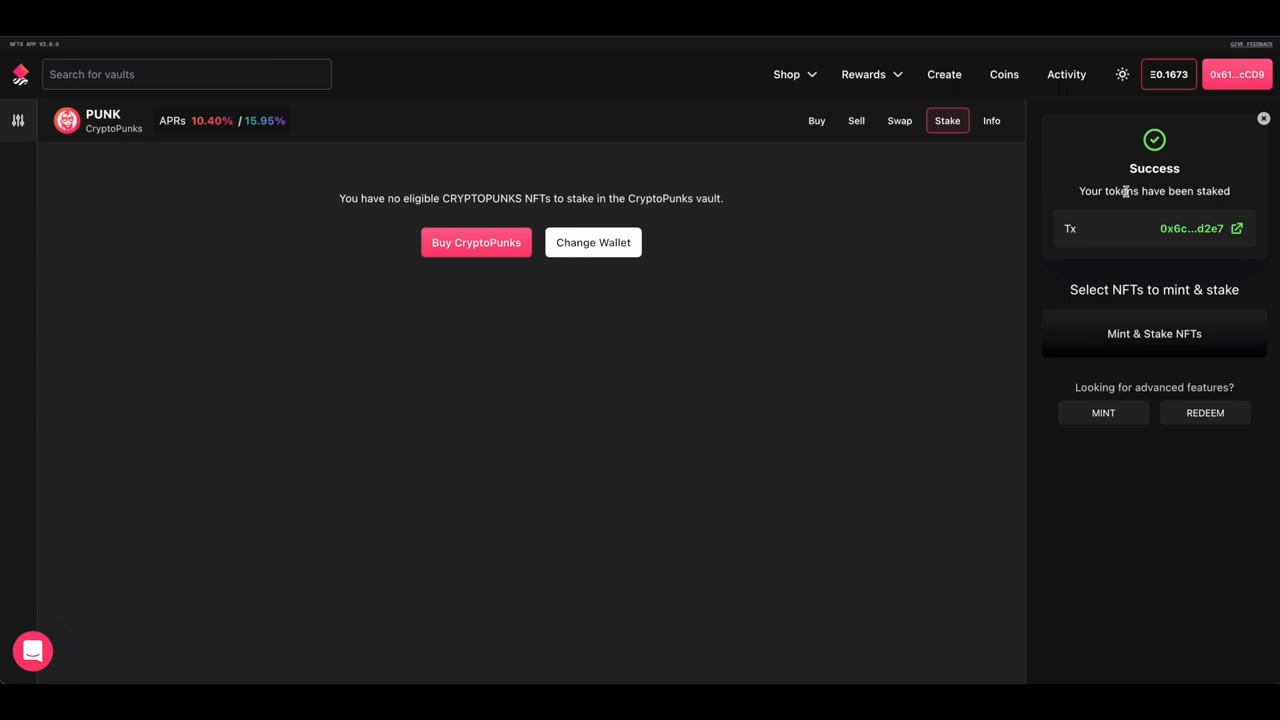 NFTX APP V2.6.0
GIVE FEEDBACK
Search for vaults
Shop
Rewards
Create
Coins
Activity
Ξ0.1673
0x61...cCD9
PUNK
CryptoPunks
APRs 10.40% / 15.95%
Buy
Sell
Swap
Stake
Info
You have no eligible CRYPTOPUNKS NFTs to stake in the CryptoPunks vault.
Buy CryptoPunks
Change Wallet
Success
Your tokens have been staked
Tx
0x6c...d2e7
Select NFTs to mint & stake
Mint & Stake NFTs
Looking for advanced features?
MINT
REDEEM